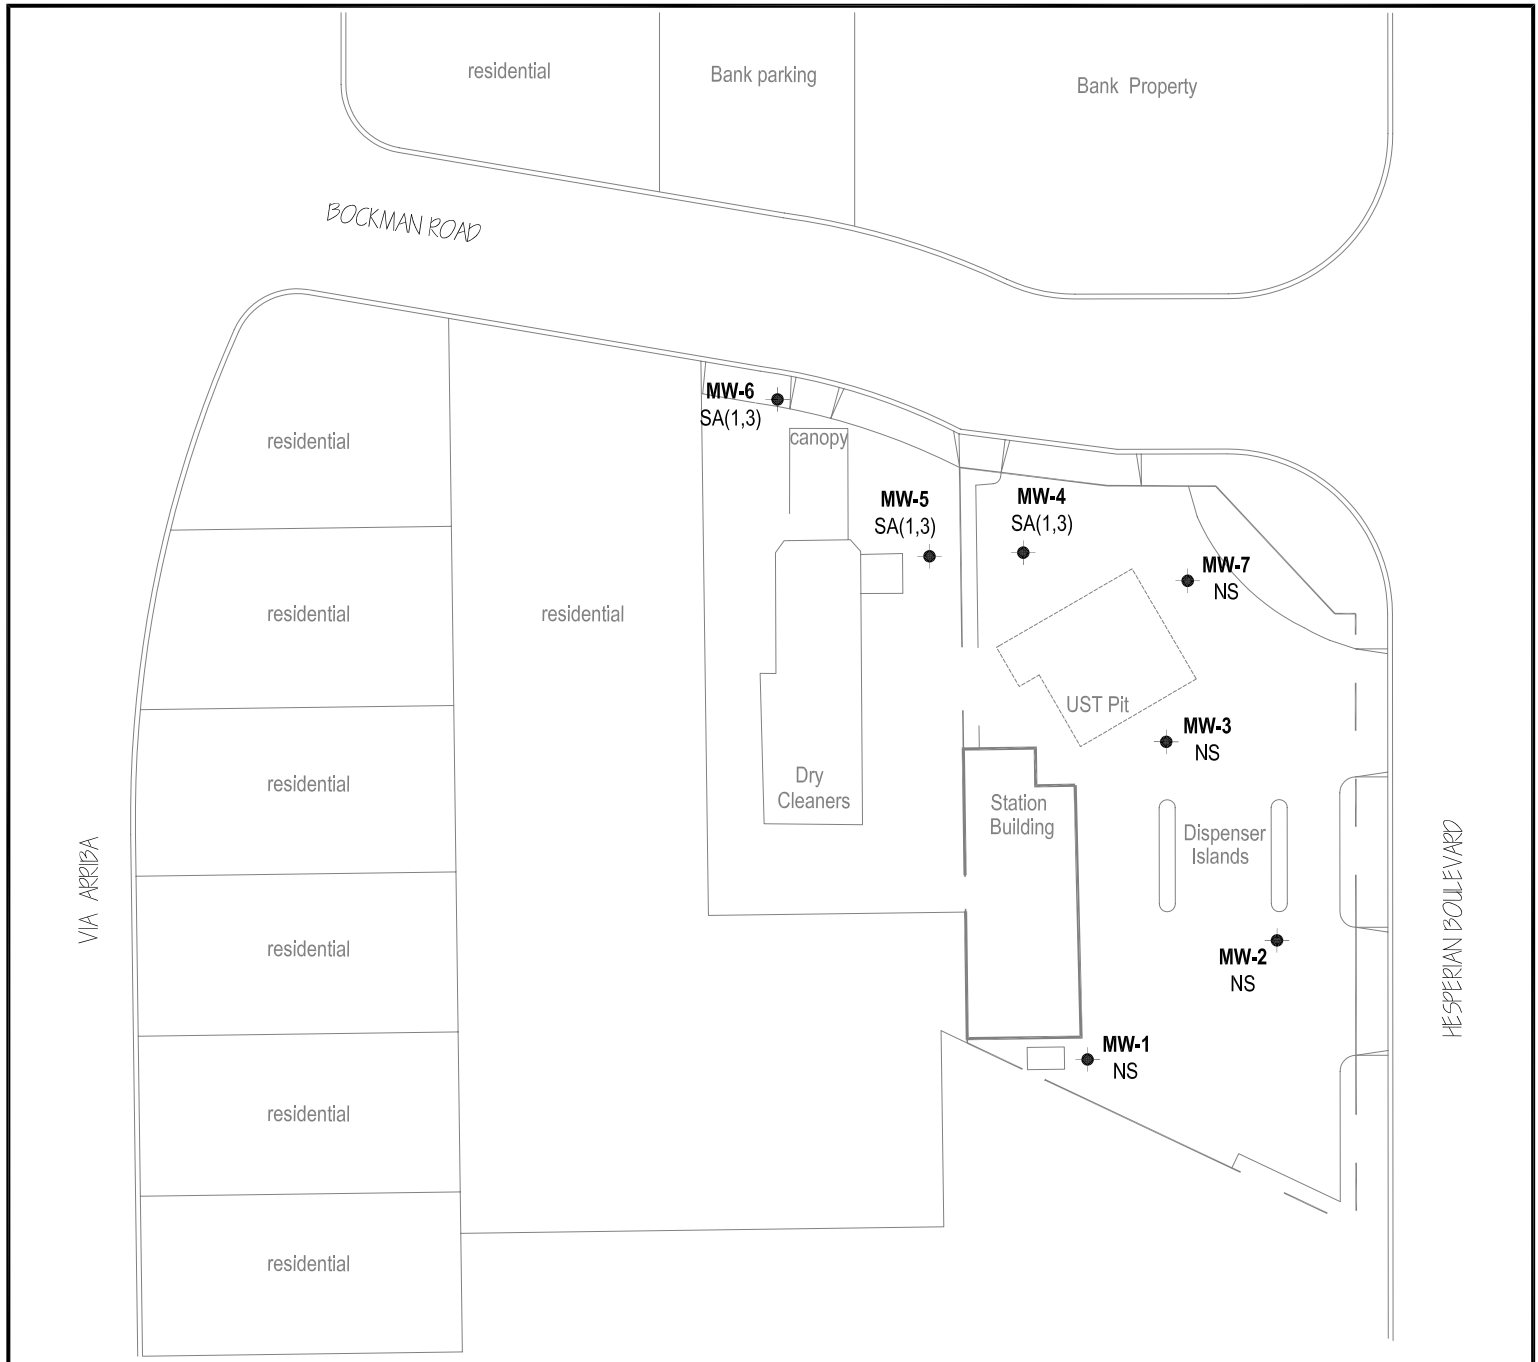 residential
Bank parking
Bank  Property
BOCKMAN ROAD
MW-6
SA(1,3)
canopy
residential
MW-5
SA(1,3)
MW-4
SA(1,3)
MW-7
NS
residential
residential
UST Pit
MW-3
NS
residential
Dry
Cleaners
Station
Building
Dispenser
Islands
VIA  ARRIBA
HESPERIAN BOULEVARD
residential
MW-2
NS
MW-1
NS
residential
residential